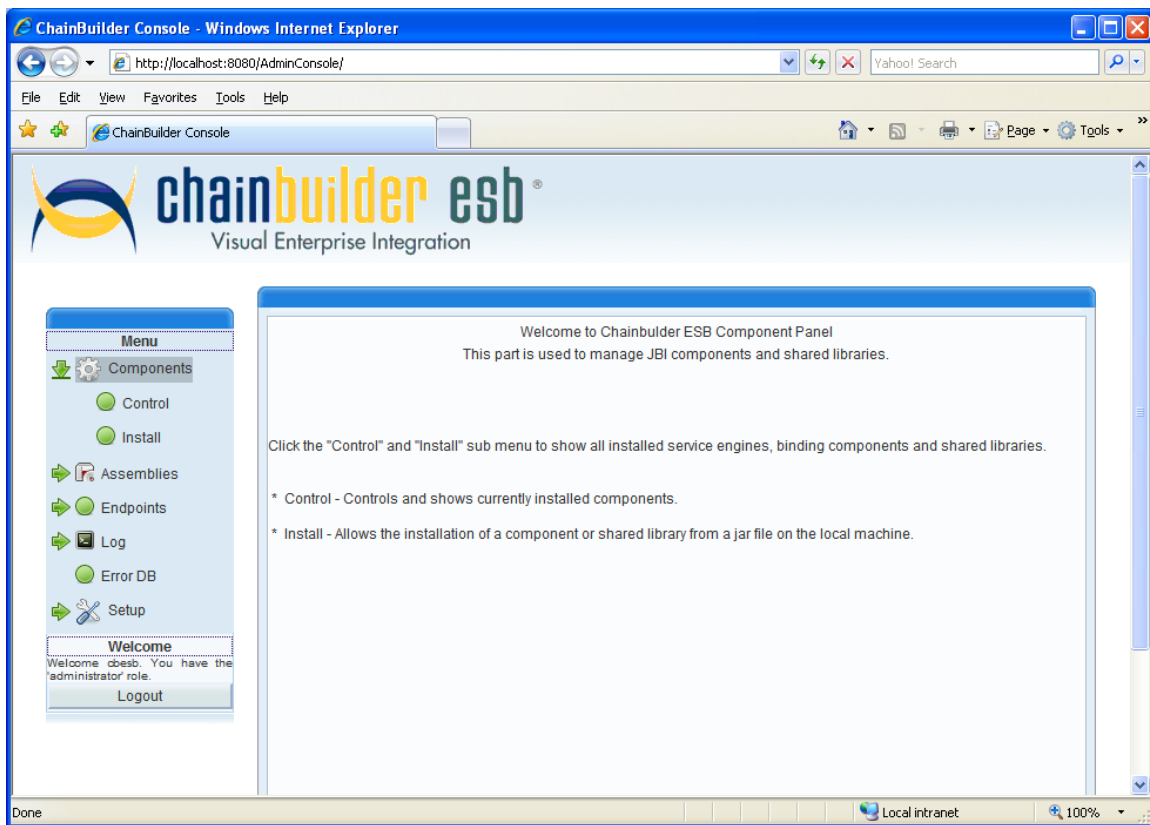 ChainBuilder Console - Windows Internet Explorer
http://localhost:8080/AdminConsole/
Yahoo! Search
File Edit View Favorites Tools Help
ChainBuilder Console
Page Tools »
chainbuilder esb ®
Visual Enterprise Integration
Menu
Components
Control
Install
Assemblies
Endpoints
Log
Error DB
Setup
Welcome
Welcome cbesb. You have the
'administrator' role.
Logout
Welcome to Chainbulder ESB Component Panel
This part is used to manage JBI components and shared libraries.
Click the "Control" and "Install" sub menu to show all installed service engines, binding components and shared libraries.
* Control - Controls and shows currently installed components.
* Install - Allows the installation of a component or shared library from a jar file on the local machine.
Done
Local intranet
100%